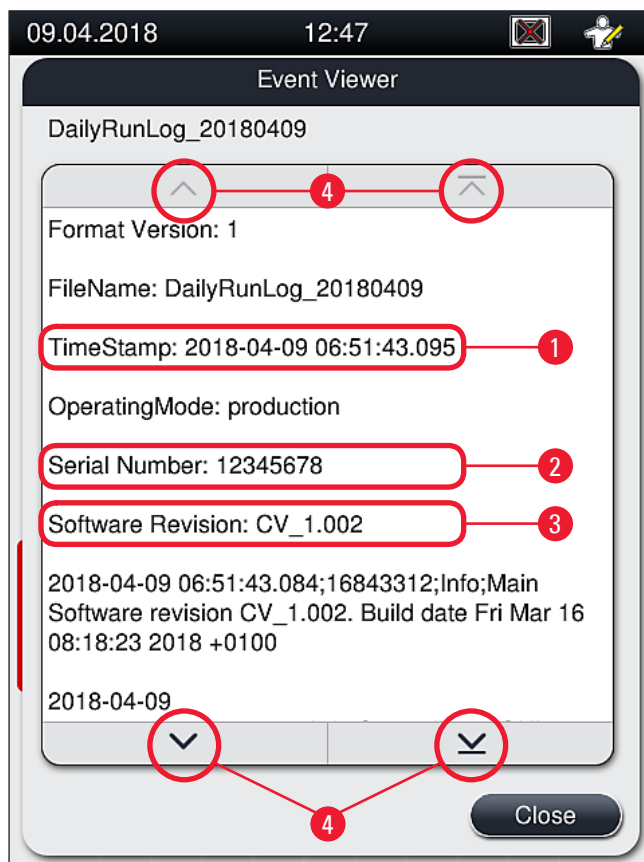 09.04.2018 12:47
Event Viewer
DailyRunLog_20180409
4
Format Version: 1
FileName: DailyRunLog_20180409
TimeStamp: 2018-04-09 06:51:43.095 1
OperatingMode: production
Serial Number: 12345678 2
Software Revision: CV_1.002 3
2018-04-09 06:51:43.084;16843312;Info;Main
Software revision CV_1.002. Build date Fri Mar 16
08:18:23 2018 +0100
2018-04-09
4
Close